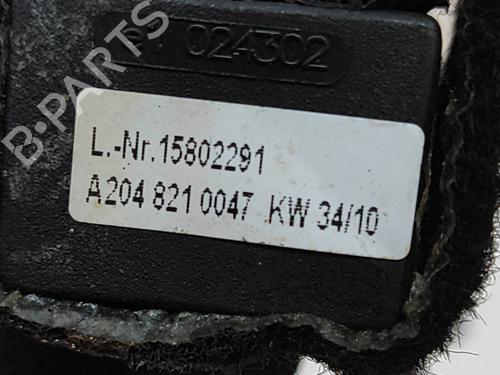 024302
L.-Nr.15802291
A204 821 0047 KW 34/10
B-PARTS